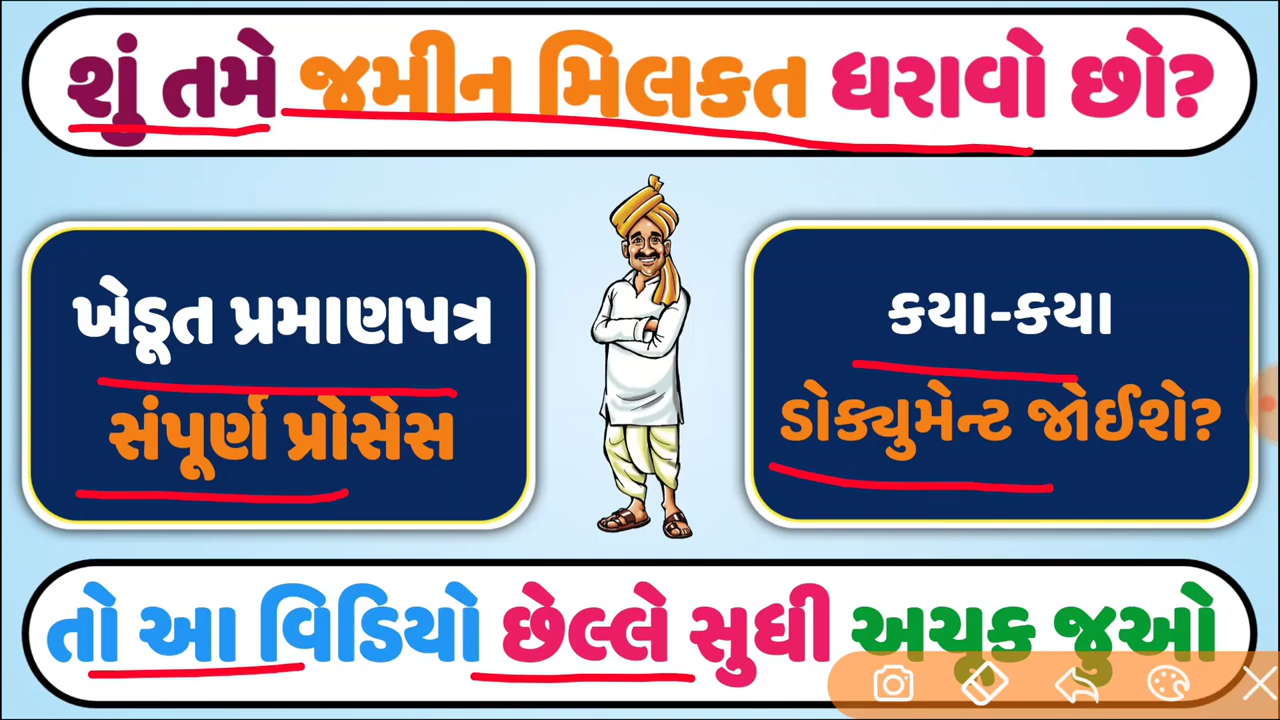 શું તમે જમીન મિલકત ધરાવો છો?
ખેડૂત પ્રમાણપત્ર
સંપૂર્ણ પ્રોસેસ
કયા-કયા
ડોક્યુમેન્ટ જોઈશે?
તો આ વિડિયો છેલ્લે સુધી અચૂક જુઓ